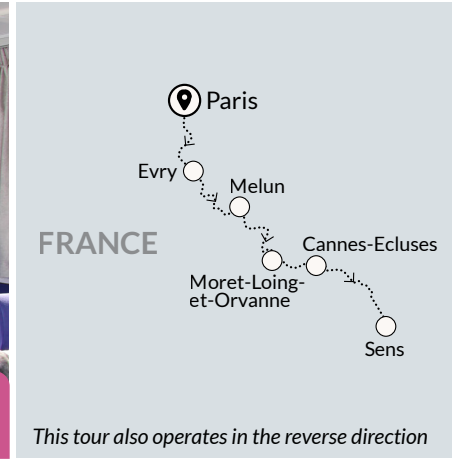 Paris
Evry
Melun
FRANCE
Cannes-Ecluses
Moret-Loing-
et-Orvanne
Sens
This tour also operates in the reverse direction